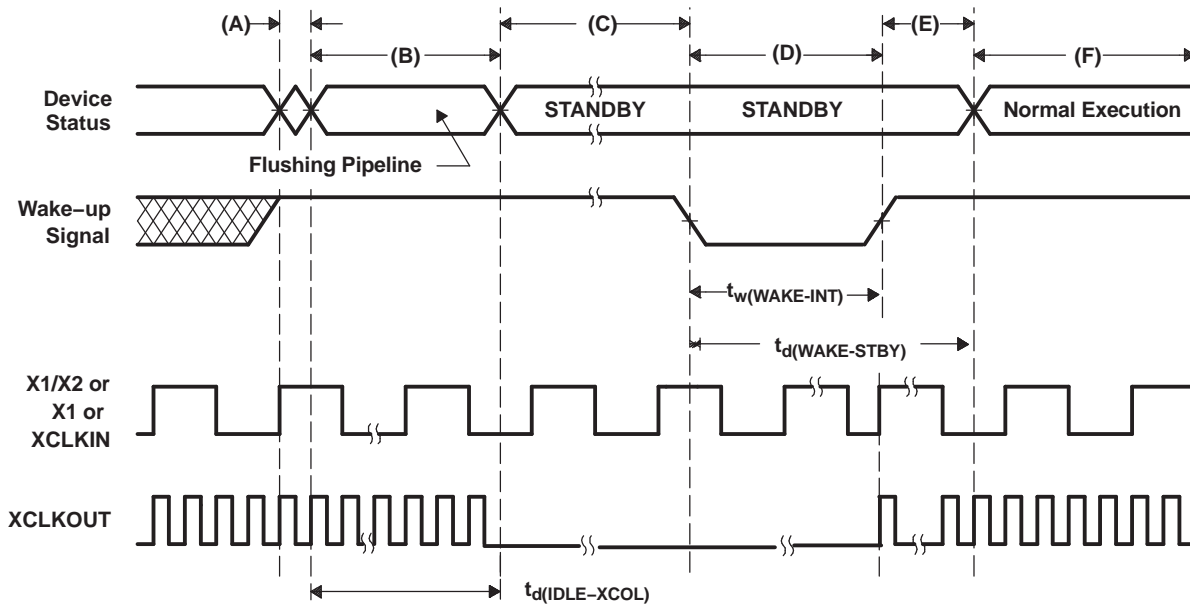 (A)
(C)
(E)
(B)
(D)
(F)
Device
Status
STANDBY
STANDBY
Normal Execution
Flushing Pipeline
Wake−up
Signal
tw(WAKE-INT)
td(WAKE-STBY)
X1/X2 or
X1 or
XCLKIN
XCLKOUT
td(IDLE−XCOL)